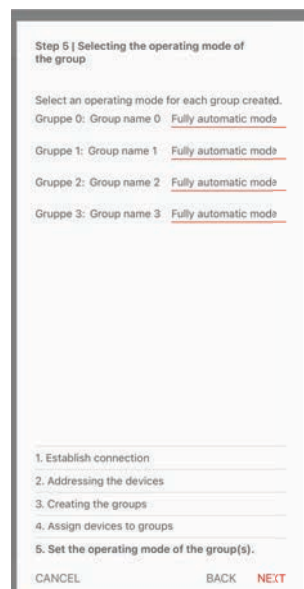 Step 5 | Selecting the operating mode of
the group
Select an operating mode for each group created.
Gruppe 0: Group name 0 Fully automatic mode
Gruppe 1: Group name 1 Fully automatic mode
Gruppe 2: Group name 2 Fully automatic mode
Gruppe 3: Group name 3 Fully automatic mode
1. Establish connection
2. Addressing the devices
3. Creating the groups
4. Assign devices to groups
5. Set the operating mode of the group(s).
CANCEL BACK NEXT